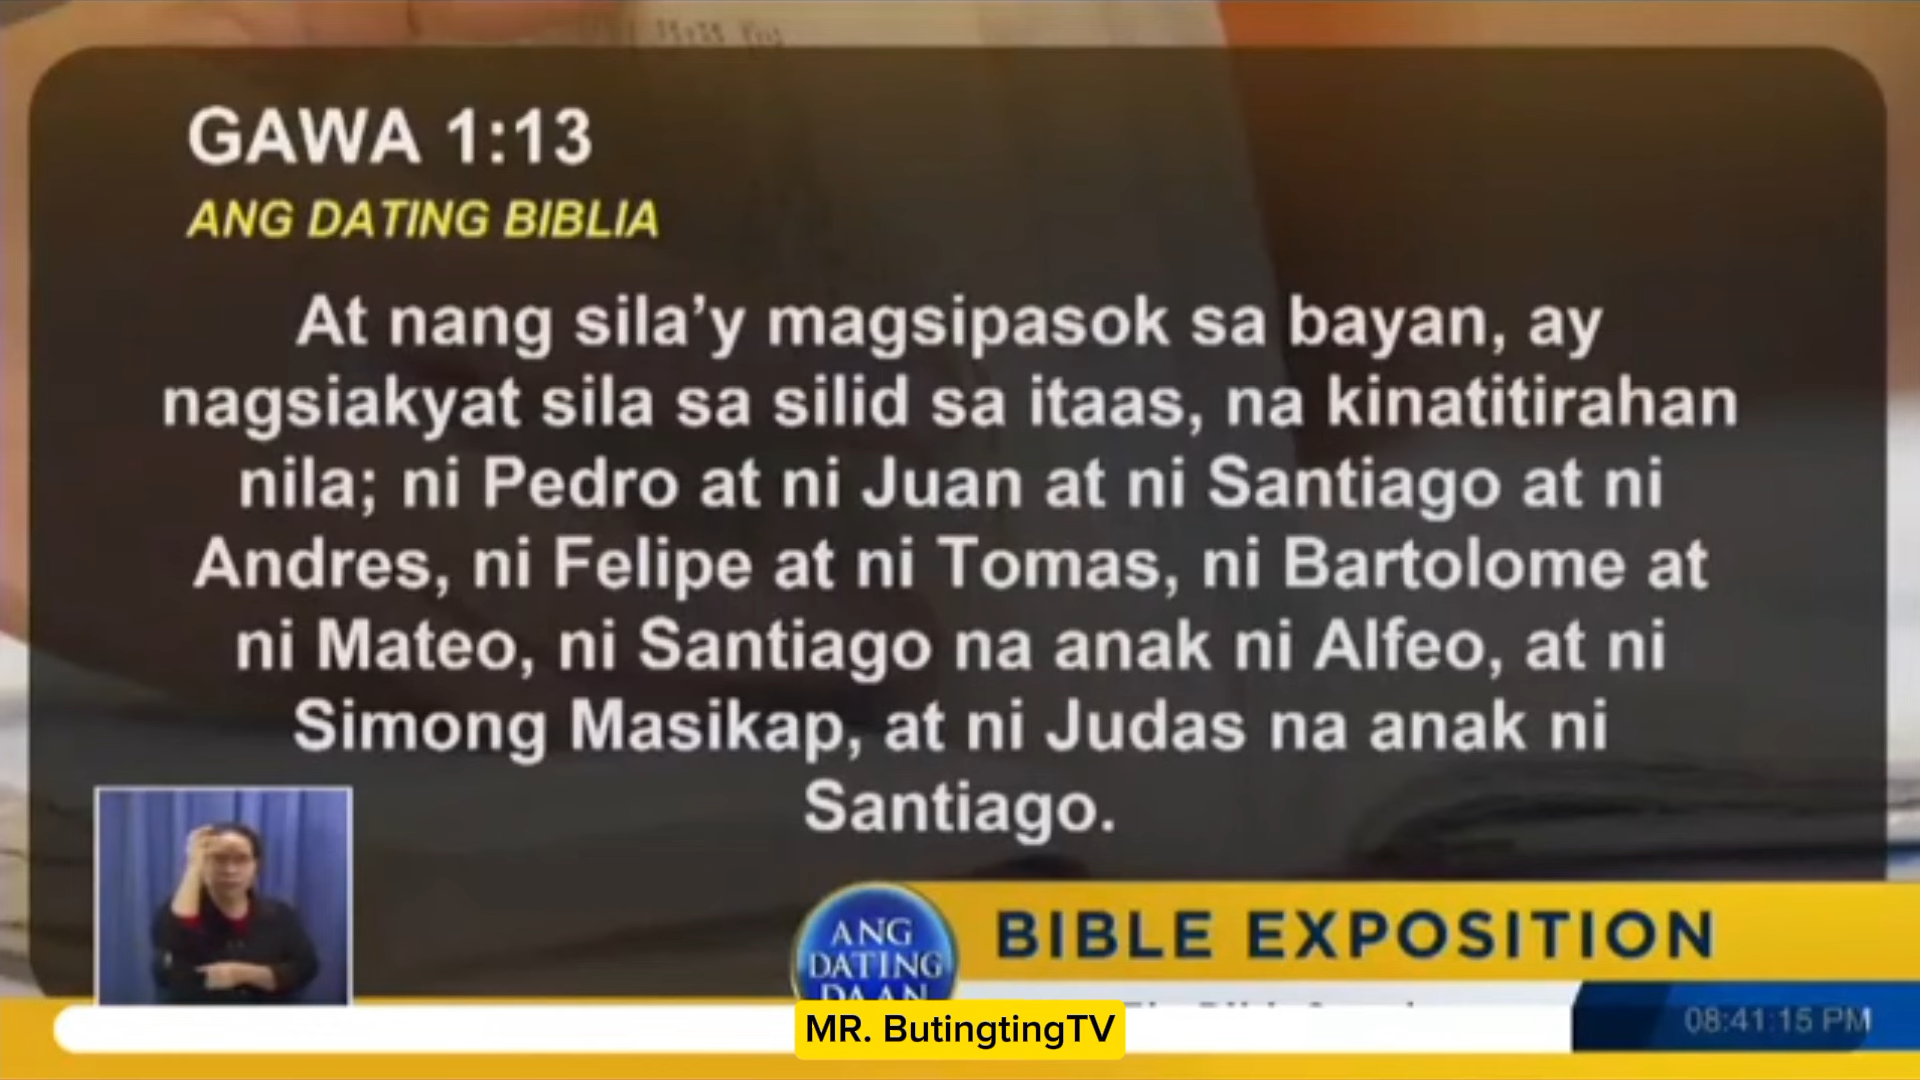 GAWA 1:13
ANG DATING BIBLIA
At nang sila’y magsipasok sa bayan, ay
nagsiakyat sila sa silid sa itaas, na kinatitirahan
nila; ni Pedro at ni Juan at ni Santiago at ni
Andres, ni Felipe at ni Tomas, ni Bartolome at
ni Mateo, ni Santiago na anak ni Alfeo, at ni
Simong Masikap, at ni Judas na anak ni
Santiago.
ANG
DATING
DAAN
BIBLE EXPOSITION
MR. ButingtingTV
08:41:15 PM